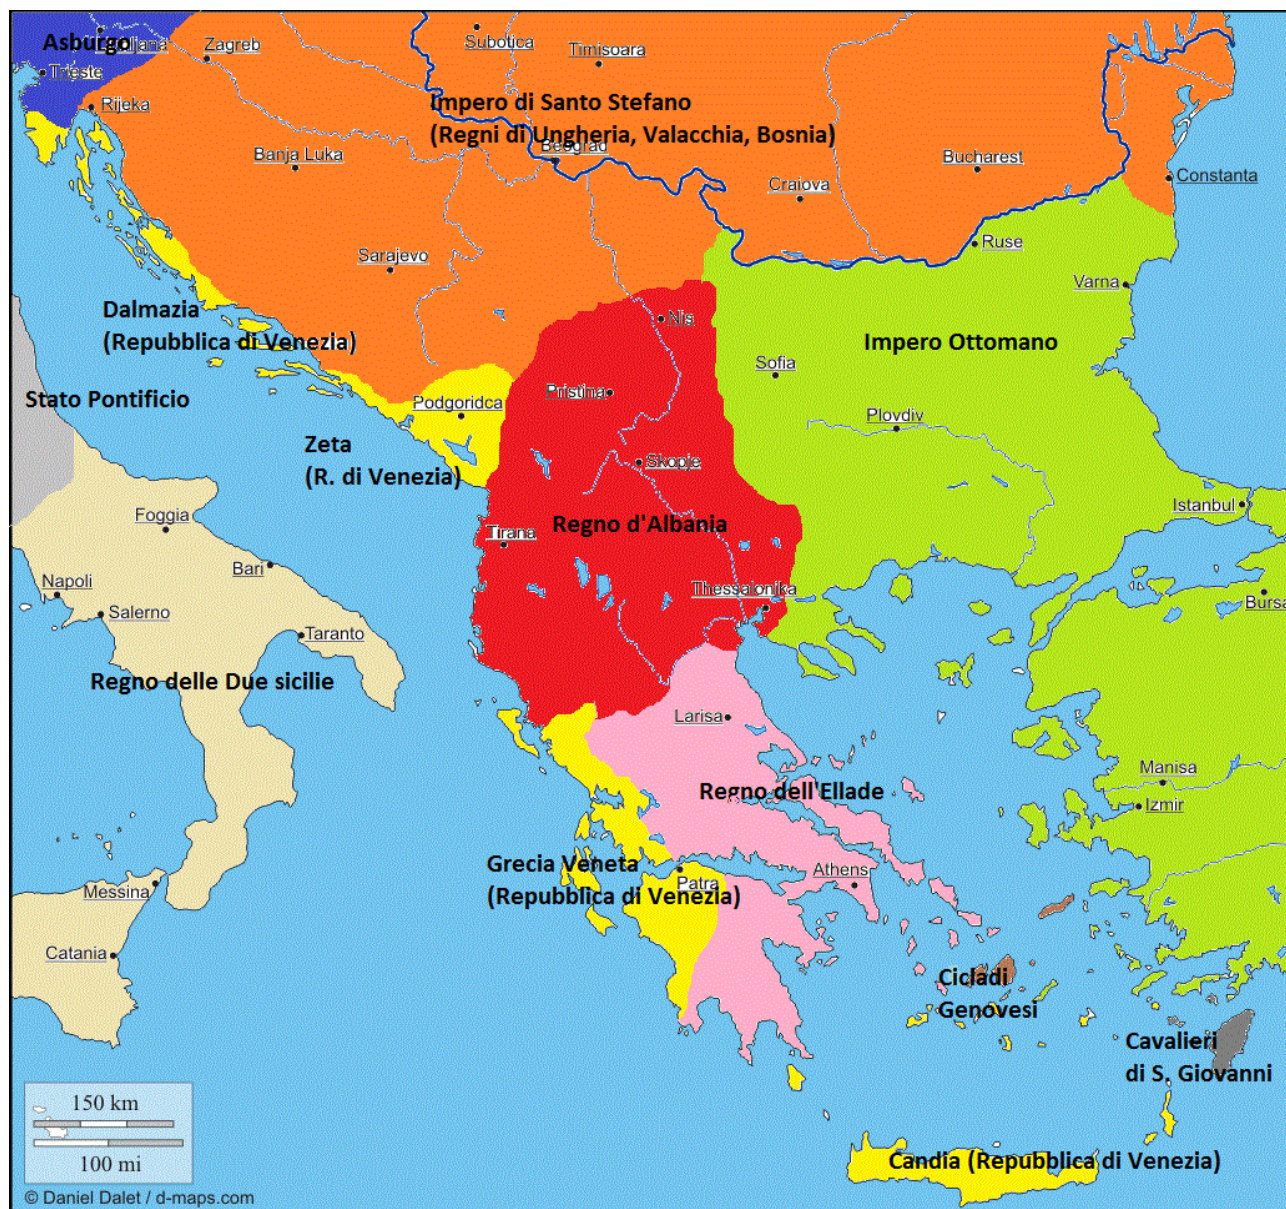 Asburgo
Ljubljana
Zagreb
Subotica
Timisoara
Trieste
Rijeka
Impero di Santo Stefano
(Regni di Ungheria, Valacchia, Bosnia)
Beograd
Banja Luka
Bucharest
Craiova
Constanta
Sarajevo
Ruse
Varna
Dalmazia
(Repubblica di Venezia)
Nis
Impero Ottomano
Sofia
Stato Pontificio
Pristina
Podgoridca
Plovdiv
Zeta
(R. di Venezia)
Skopje
Istanbul
Foggia
Regno d'Albania
Tirana
Bari
Napoli
Salerno
Thessalonika
Bursa
Taranto
Regno delle Due sicilie
Larisa
Manisa
Izmir
Regno dell'Ellade
Grecia Veneta
(Repubblica di Venezia)
Patra
Athens
Messina
Catania
Cicladi
Genovesi
Cavalieri
di S. Giovanni
150 km
100 mi
Candia (Repubblica di Venezia)
© Daniel Dalet / d-maps.com